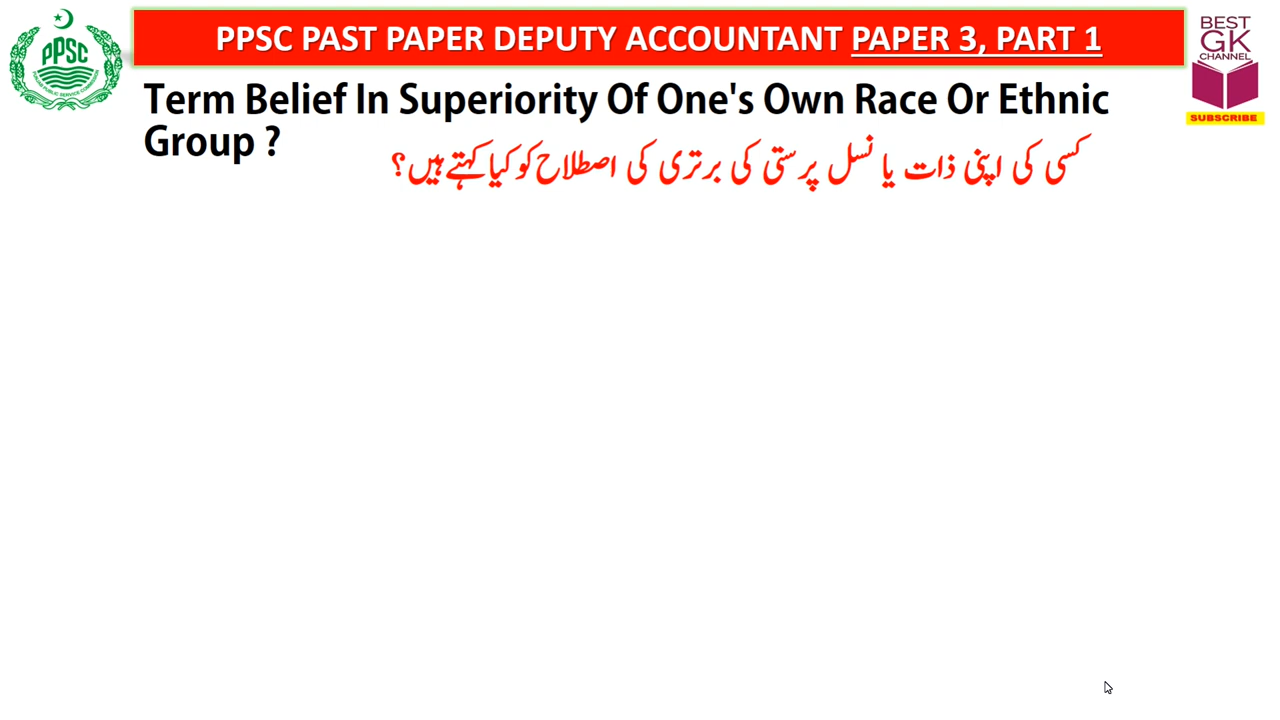 PPSC PAST PAPER DEPUTY ACCOUNTANT PAPER 3, PART 1
PPSC
BEST
GK
CHANNEL
SUBSCRIBE
Term Belief In Superiority Of One's Own Race Or Ethnic
Group ?
کسی کی اپنی ذات یا نسل پرستی کی برتری کی اصطلاح کو کیا کہتے ہیں؟